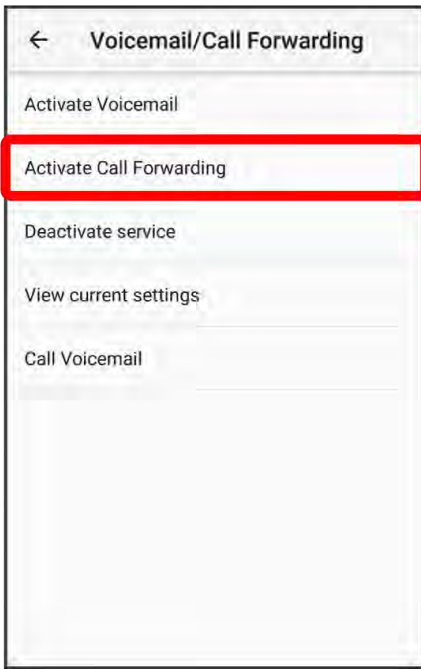 Voicemail/Call Forwarding
Activate Voicemail
Activate Call Forwarding
Deactivate service
View current settings
Call Voicemail